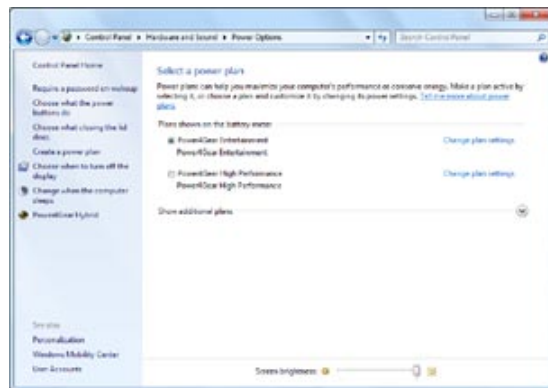 Control Panel ▸ Hardware and Sound ▸ Power Options
Search Control Panel
Control Panel Home
Require a password on wakeup
Choose what the power
buttons do
Choose what closing the lid
does
Create a power plan
Choose when to turn off the
display
Change when the computer
sleeps
Power4Gear Hybrid
See also
Personalization
Windows Mobility Center
User Accounts
Select a power plan
Power plans can help you maximize your computer's performance or conserve energy. Make a plan active by
selecting it, or choose a plan and customize it by changing its power settings. Tell me more about power
plans
Plans shown on the battery meter
Power4Gear Entertainment
Change plan settings
Power4Gear Entertainment
Power4Gear High Performance
Change plan settings
Power4Gear High Performance
Show additional plans
Screen brightness: